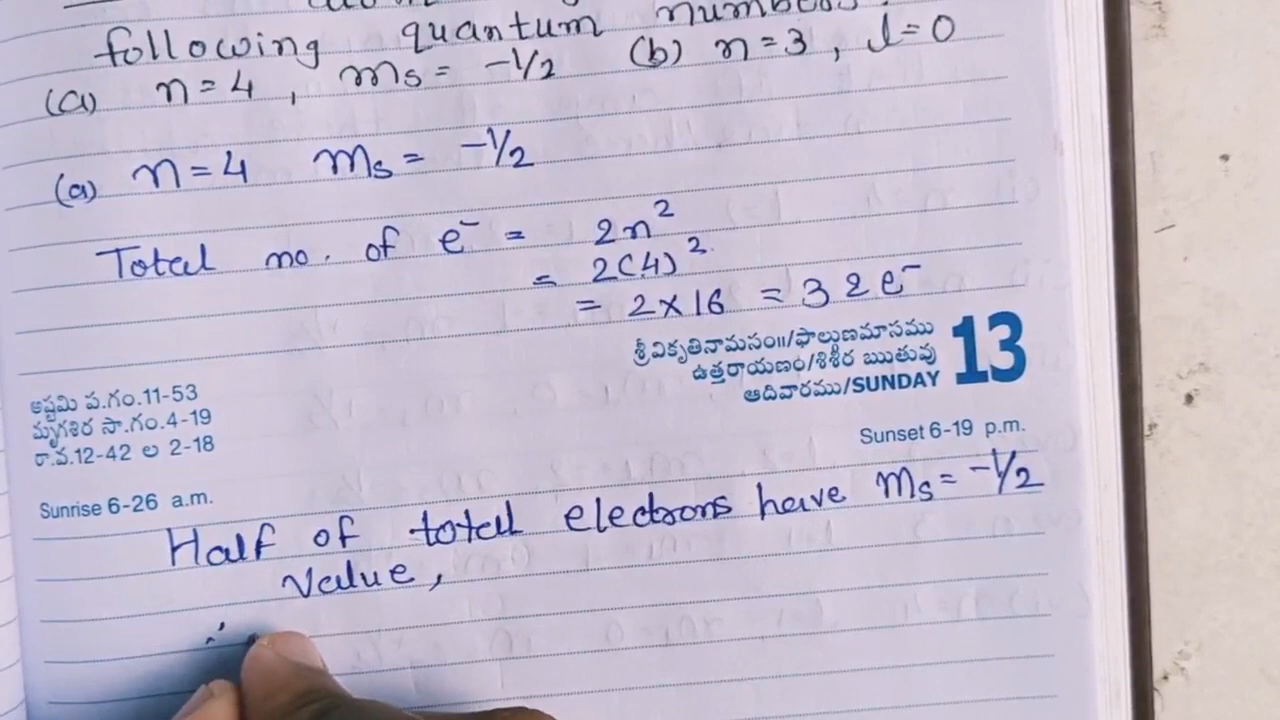 following quantum numbers
(a) n = 4 , ms = -1/2 (b) n = 3 , l = 0
(a) n = 4 ms = -1/2
Total no. of e⁻ = 2n²
= 2(4)²
= 2×16 = 32e⁻
శ్రీ వికృతినామసం॥/ఫాల్గుణమాసము
ఉత్తరాయణం/శిశిర ఋతువు
ఆదివారము/SUNDAY
13
అష్టమి ప.గం.11-53
మృగశిర సా.గం.4-19
రా.వ.12-42 ల 2-18
Sunset 6-19 p.m.
Sunrise 6-26 a.m.
Half of total electrons have ms = -1/2
value,
∴